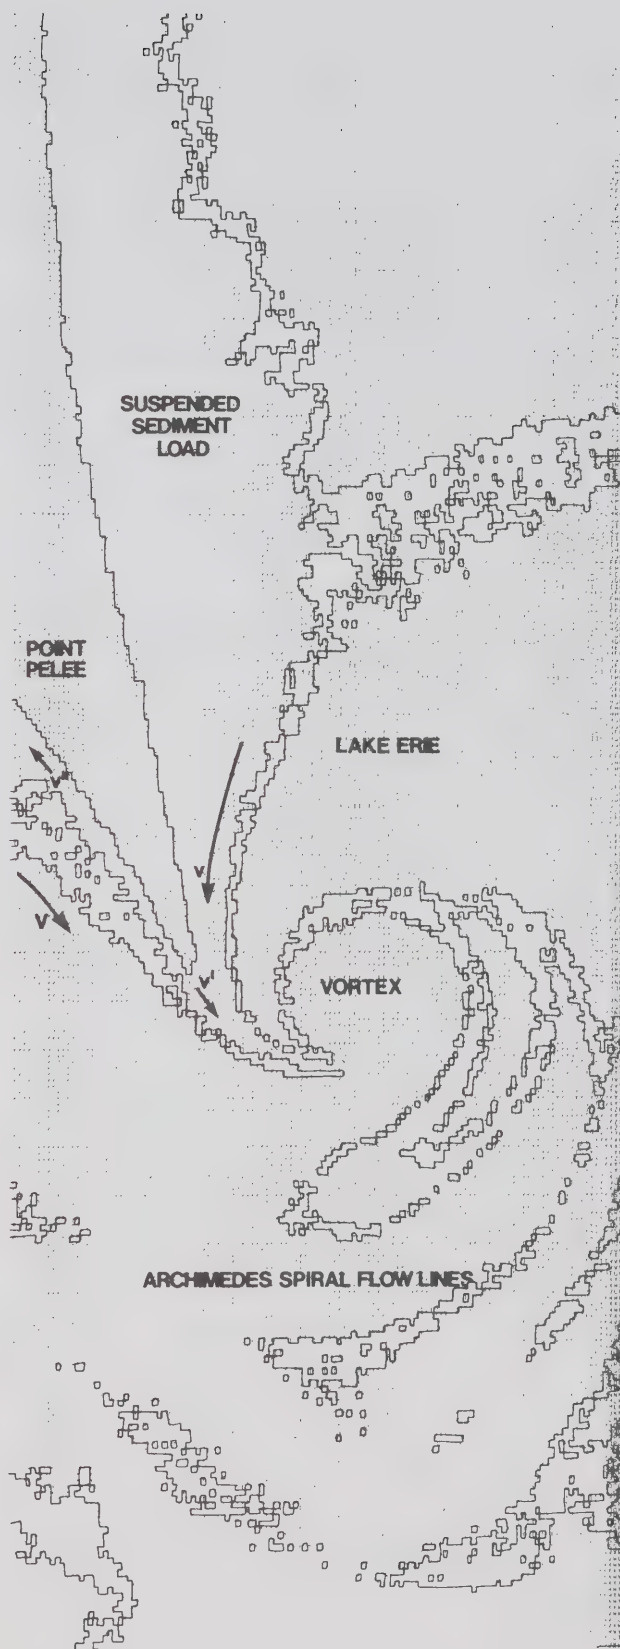 SUSPENDED
SEDIMENT
LOAD
POINT
PELEE
LAKE ERIE
V"
V
V
V'
VORTEX
ARCHIMEDES SPIRAL FLOW LINES